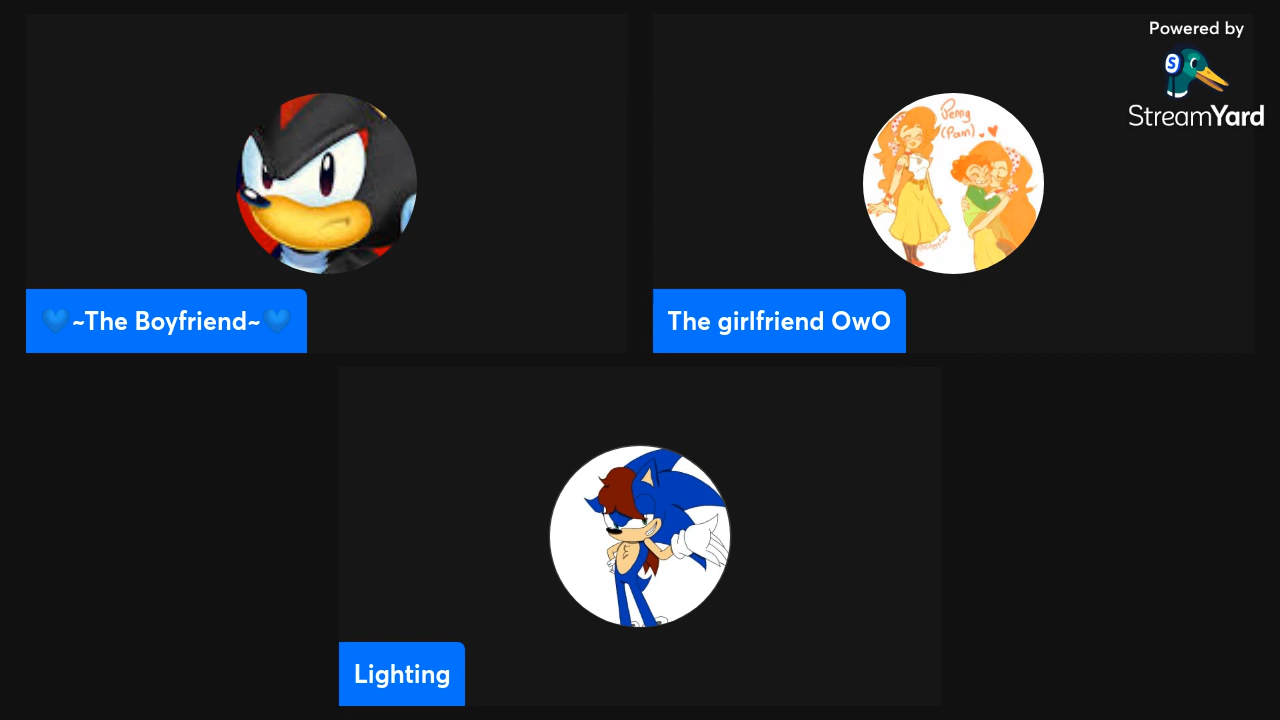 Powered by
S
StreamYard
Penny
(Pam)
💙~The Boyfriend~💙
The girlfriend OwO
Lighting